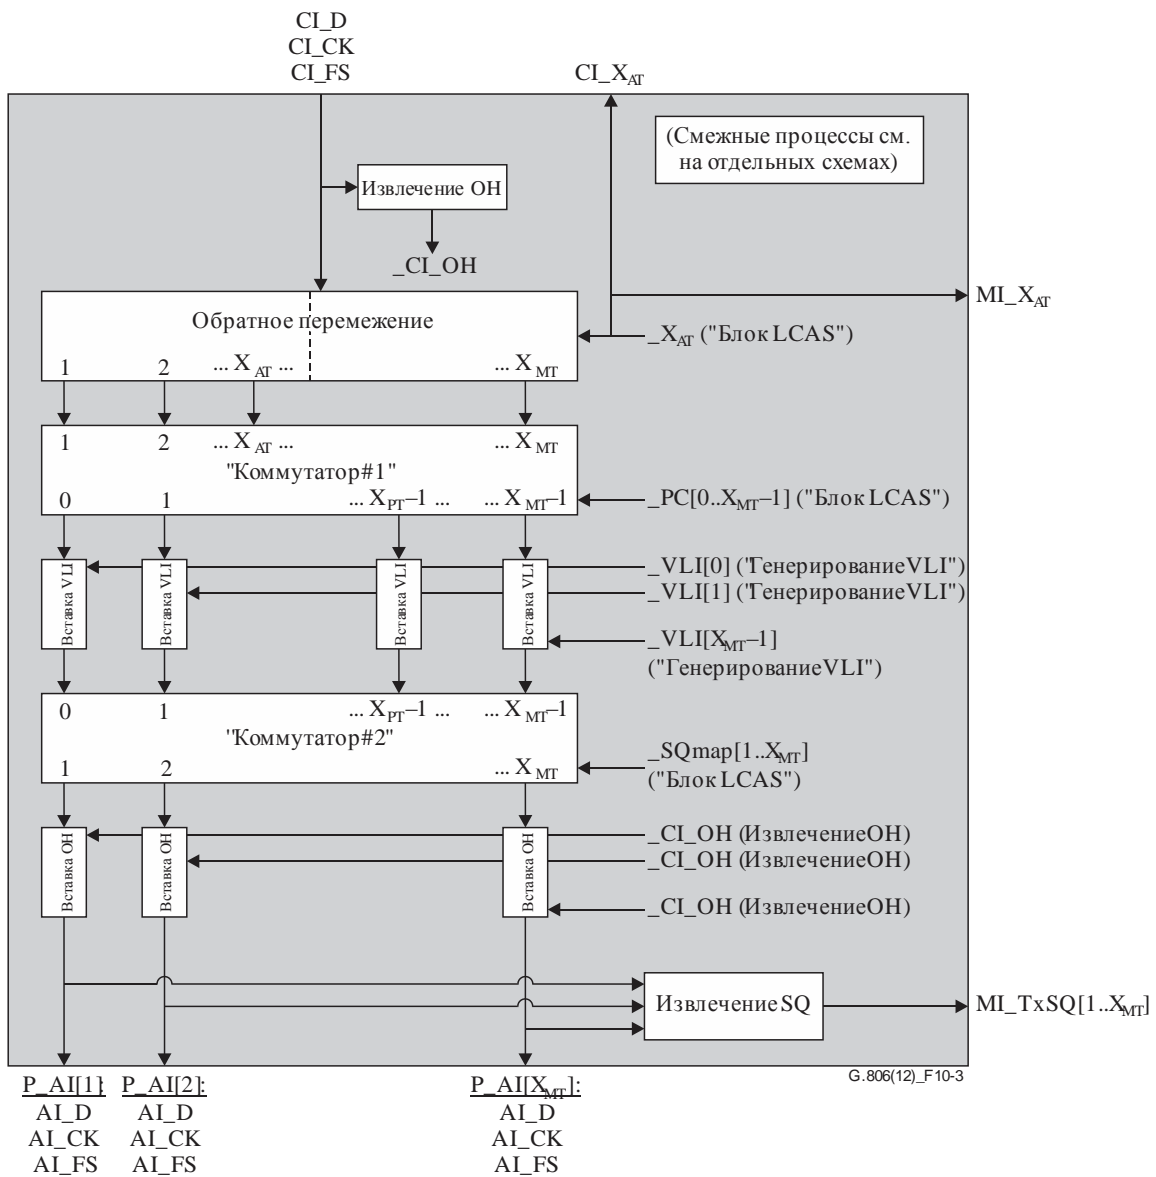 CI_D
CI_CK
CI_FS
CI_X_AT
(Смежные процессы см.
на отдельных схемах)
Извлечение OH
_CI_OH
MI_X_AT
Обратное перемежение
_X_AT ("Блок LCAS")
1 2 ... X_AT ... ... X_MT
1 2 ... X_AT ... ... X_MT
"Коммутатор#1"
0 1 ... X_PT–1 ... ... X_MT–1
_PC[0..X_MT–1] ("Блок LCAS")
Вставка VLI
Вставка VLI
Вставка VLI
Вставка VLI
_VLI[0] ("Генерирование VLI")
_VLI[1] ("Генерирование VLI")
_VLI[X_MT–1]
("Генерирование VLI")
0 1 ... X_PT–1 ... ... X_MT–1
"Коммутатор#2"
1 2 ... X_MT
_SQmap[1..X_MT]
("Блок LCAS")
Вставка OH
Вставка OH
Вставка OH
_CI_OH (Извлечение OH)
_CI_OH (Извлечение OH)
_CI_OH (Извлечение OH)
Извлечение SQ
MI_TxSQ[1..X_MT]
G.806(12)_F10-3
P_AI[1]: P_AI[2]: P_AI[X_MT]:
AI_D AI_D AI_D
AI_CK AI_CK AI_CK
AI_FS AI_FS AI_FS